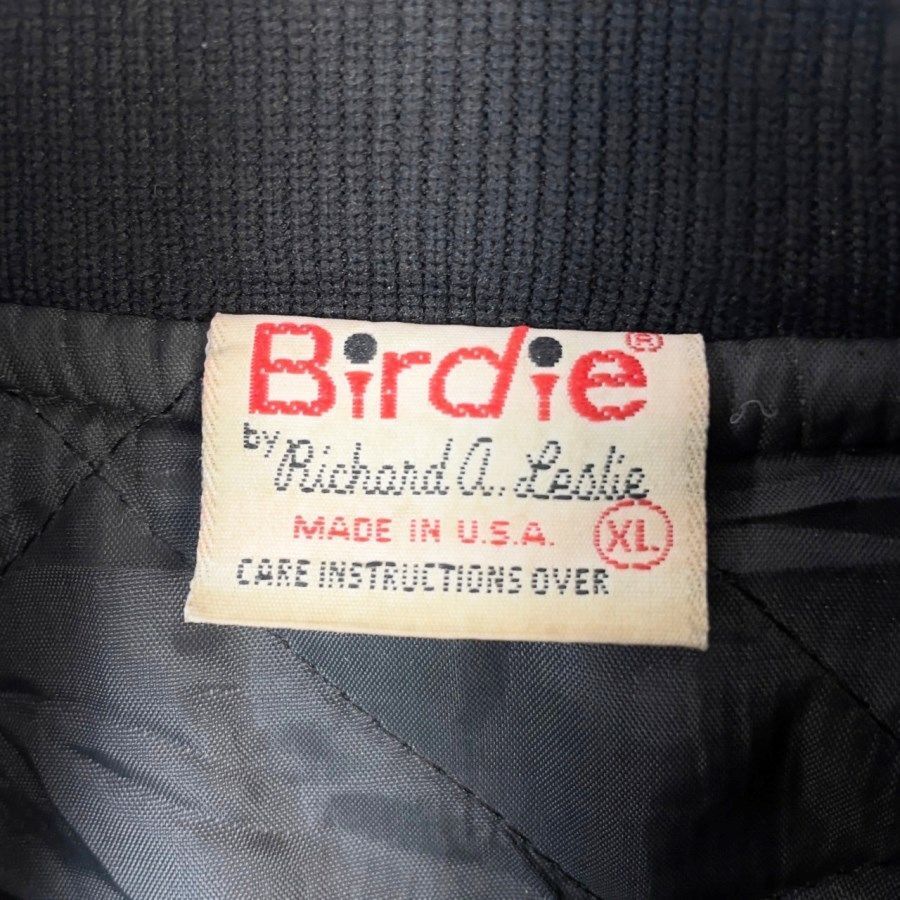 Birdie®
by Richard A. Leslie
MADE IN U.S.A. XL
CARE INSTRUCTIONS OVER